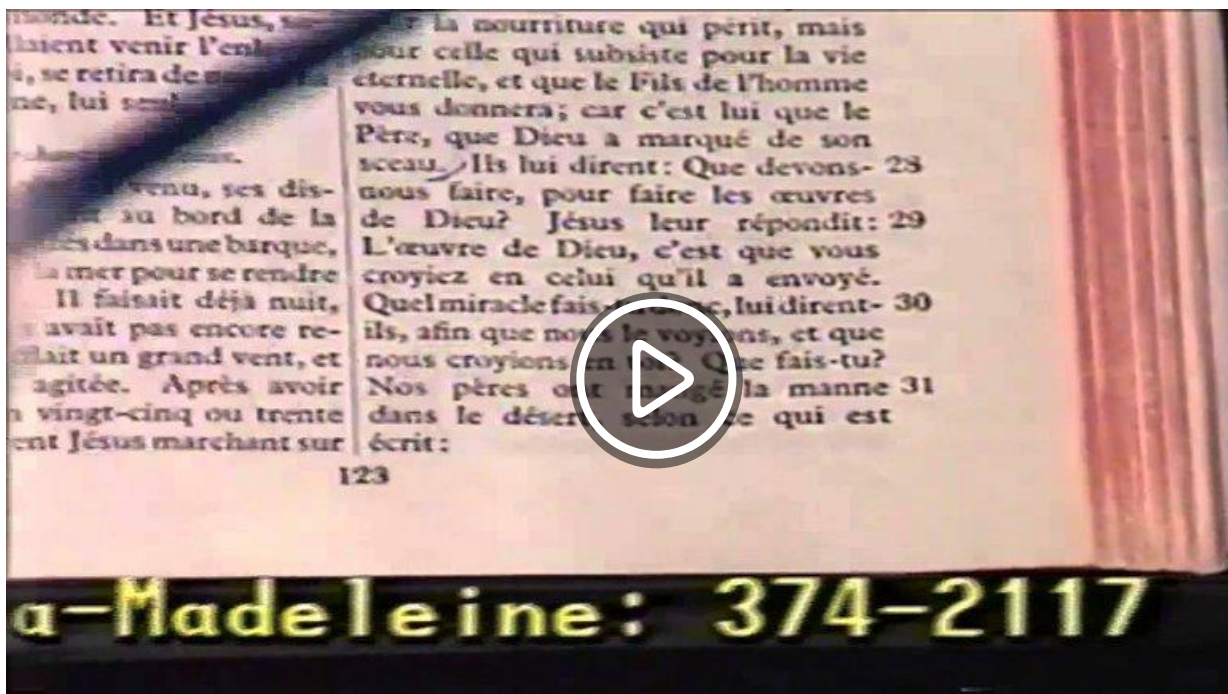 monde. Et Jésus,
venir
se retira de
lui
venu, ses dis-
au bord de la
dans une barque,
la mer pour se rendre
Il faisait déjà nuit,
avait pas encore re-
un grand vent, et
agitée. Après avoir
vingt-cinq ou trente
Jésus marchant sur
la nourriture qui périt, mais
pour celle qui subsiste pour la vie
éternelle, et que le Fils de l'homme
vous donnera; car c'est lui que le
Père, que Dieu a marqué de son
sceau. Ils lui dirent: Que devons- 28
nous faire, pour faire les œuvres
de Dieu? Jésus leur répondit: 29
L'œuvre de Dieu, c'est que vous
croyiez en celui qu'il a envoyé.
Quel miracle fais-tu donc, lui dirent- 30
ils, afin que nous le voyions, et que
nous croyions en toi? Que fais-tu?
Nos pères ont mangé la manne 31
dans le désert selon ce qui est
écrit:
123
a-Madeleine: 374-2117